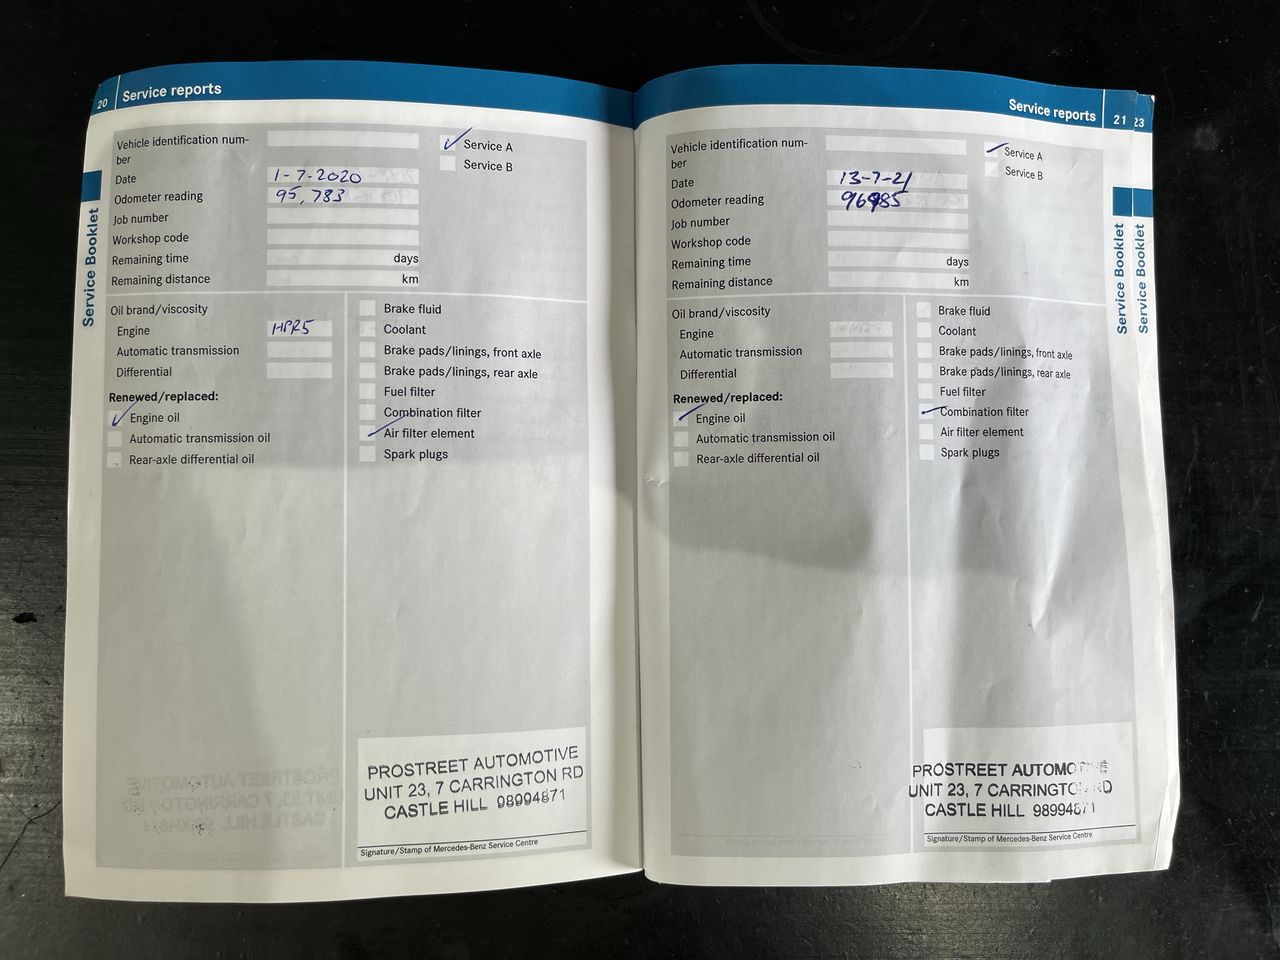 20 Service reports
Vehicle identification num-
ber
Service A
Service B
Date 1-7-2020
Odometer reading 95,783
Job number
Workshop code
Remaining time days
Remaining distance km
Oil brand/viscosity
Engine HPR5
Automatic transmission
Differential
Renewed/replaced:
Engine oil
Automatic transmission oil
Rear-axle differential oil
Brake fluid
Coolant
Brake pads/linings, front axle
Brake pads/linings, rear axle
Fuel filter
Combination filter
Air filter element
Spark plugs
PROSTREET AUTOMOTIVE
UNIT 23, 7 CARRINGTON RD
CASTLE HILL 98994871
Signature/Stamp of Mercedes-Benz Service Centre
Service Booklet
Service reports 21
Vehicle identification num-
ber
Service A
Service B
Date 13-7-21
Odometer reading 96985
Job number
Workshop code
Remaining time days
Remaining distance km
Oil brand/viscosity
Engine
Automatic transmission
Differential
Renewed/replaced:
Engine oil
Automatic transmission oil
Rear-axle differential oil
Brake fluid
Coolant
Brake pads/linings, front axle
Brake pads/linings, rear axle
Fuel filter
Combination filter
Air filter element
Spark plugs
PROSTREET AUTOMOTIVE
UNIT 23, 7 CARRINGTON RD
CASTLE HILL 98994871
Signature/Stamp of Mercedes-Benz Service Centre
Service Booklet
23
Service Booklet